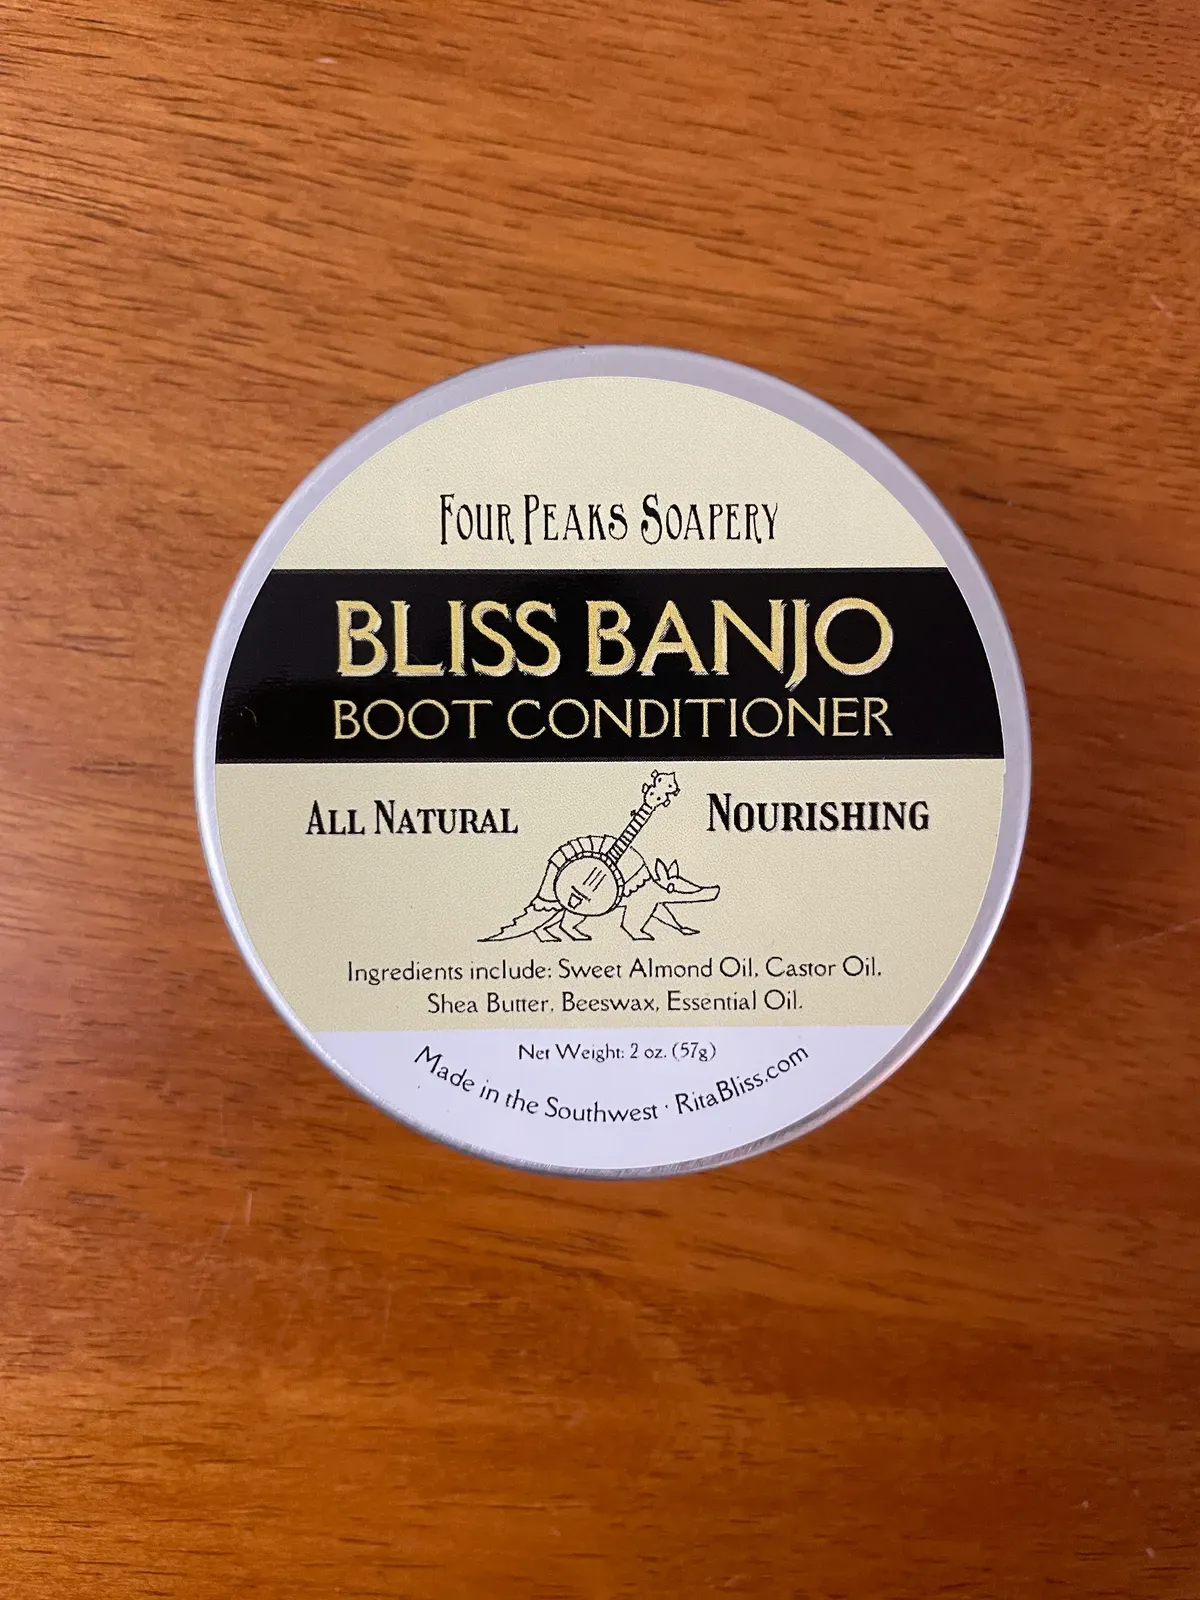 Four Peaks Soapery
BLISS BANJO
BOOT CONDITIONER
All Natural
Nourishing
Ingredients include: Sweet Almond Oil, Castor Oil,
Shea Butter, Beeswax, Essential Oil.
Net Weight: 2 oz. (57g)
Made in the Southwest · RitaBliss.com